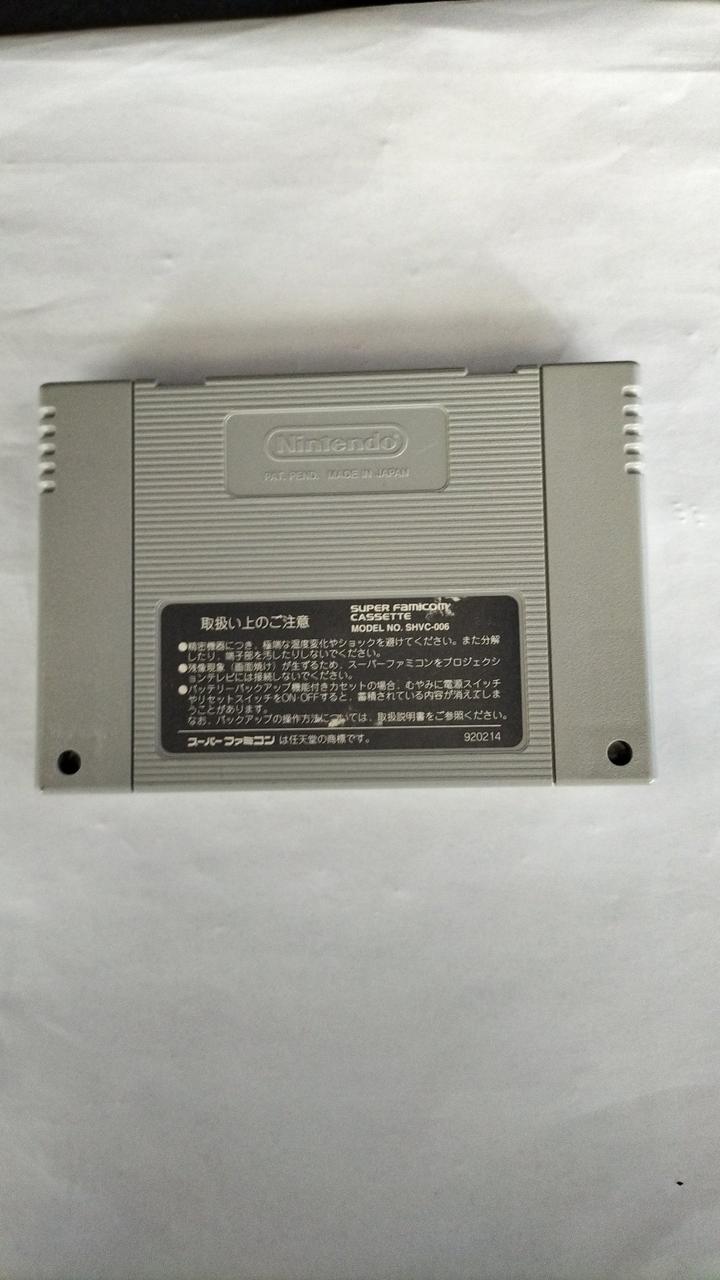 Nintendo
PAT. PEND. MADE IN JAPAN
取扱い上のご注意
SUPER Famicom
CASSETTE
MODEL NO. SHVC-006
●精密機器につき、極端な温度変化やショックを避けてください。また分解
したり、端子部を汚したりしないでください。
●残像現象（画面焼け）が生ずるため、スーパーファミコンをプロジェクシ
ョンテレビには接続しないでください。
●バッテリーバックアップ機能付きカセットの場合、むやみに電源スイッチ
やリセットスイッチをON・OFFすると、蓄積されている内容が消えてしま
うことがあります。
なお、バックアップの操作方法については、取扱説明書をご参照ください。
スーパーファミコン は任天堂の商標です。
920214